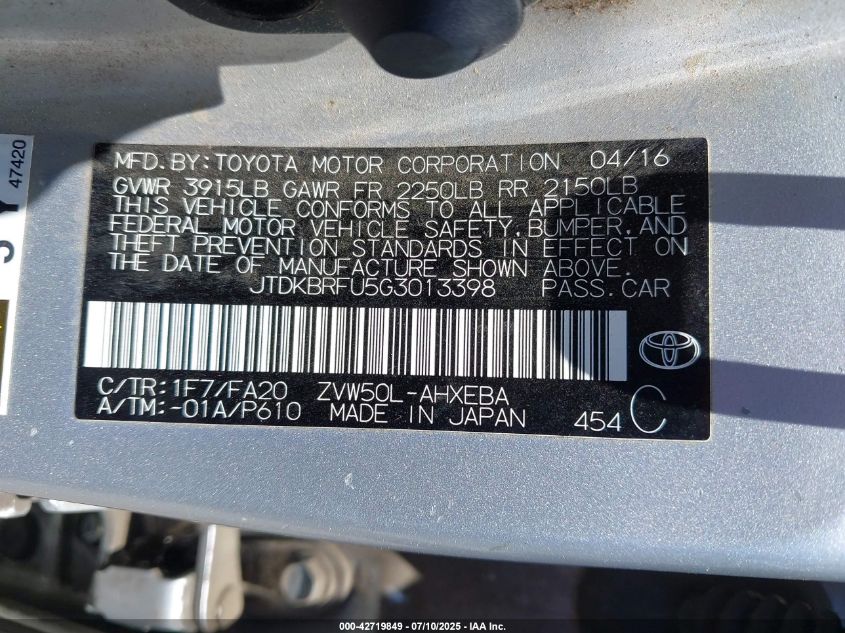 47420
MFD.BY:TOYOTA MOTOR CORPORATION 04/16
GVWR 3915LB GAWR FR 2250LB RR 2150LB
THIS VEHICLE CONFORMS TO ALL APPLICABLE
FEDERAL MOTOR VEHICLE SAFETY,BUMPER,AND
THEFT PREVENTION STANDARDS IN EFFECT ON
THE DATE OF MANUFACTURE SHOWN ABOVE.
JTDKBRFU5G3013398 PASS.CAR
C/TR:1F7/FA20 ZVW50L-AHXEBA
A/TM:-01A/P610 MADE IN JAPAN 454 C
000-42719849 07/10/2025 IAA Inc.